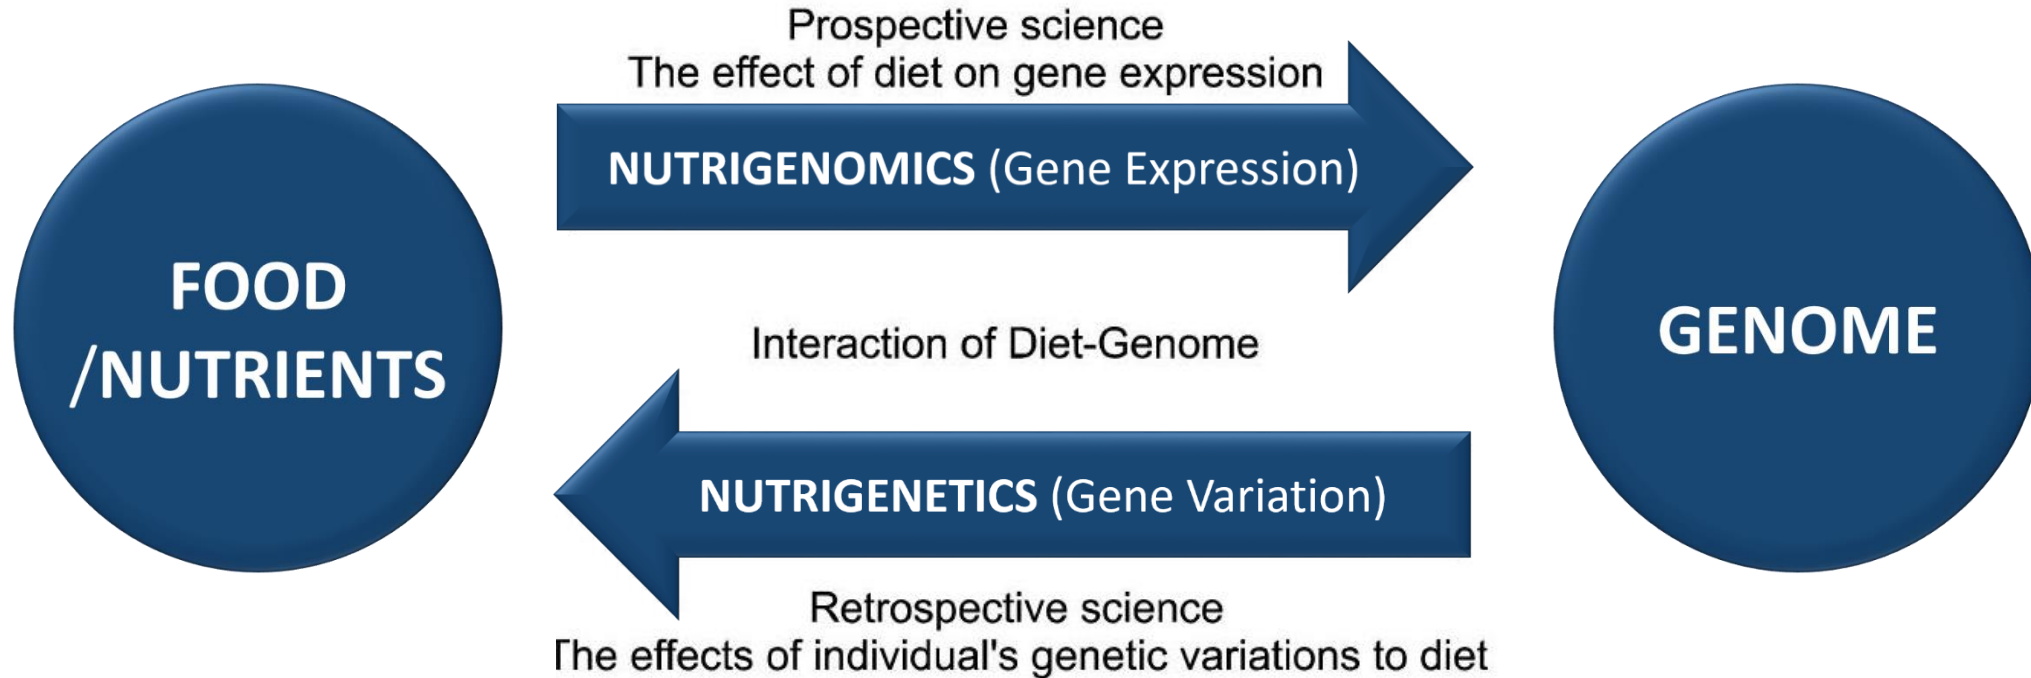 Prospective science
The effect of diet on gene expression
NUTRIGENOMICS (Gene Expression)
FOOD
/NUTRIENTS
Interaction of Diet-Genome
GENOME
NUTRIGENETICS (Gene Variation)
Retrospective science
The effects of individual's genetic variations to diet